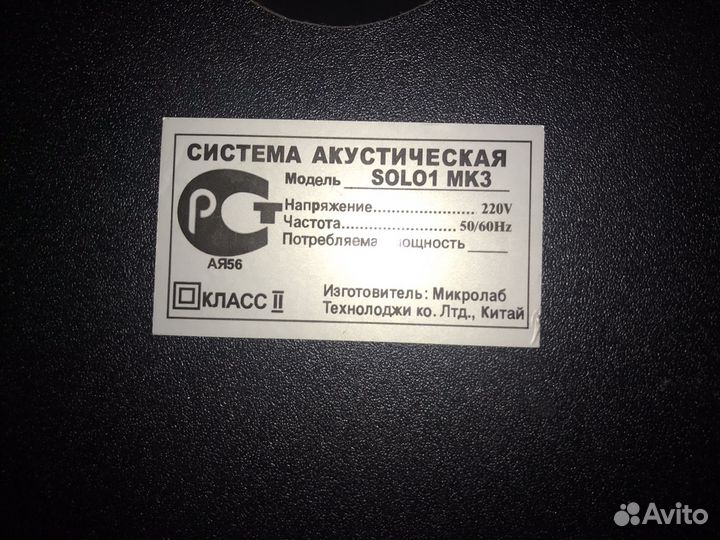 СИСТЕМА АКУСТИЧЕСКАЯ
Модель SOLO1 MK3
Напряжение 220V
Частота 50/60Hz
Потребляемая мощность
РСТ
АЯ56
КЛАСС II
Изготовитель: Микролаб
Технолоджи ко. Лтд., Китай
Avito